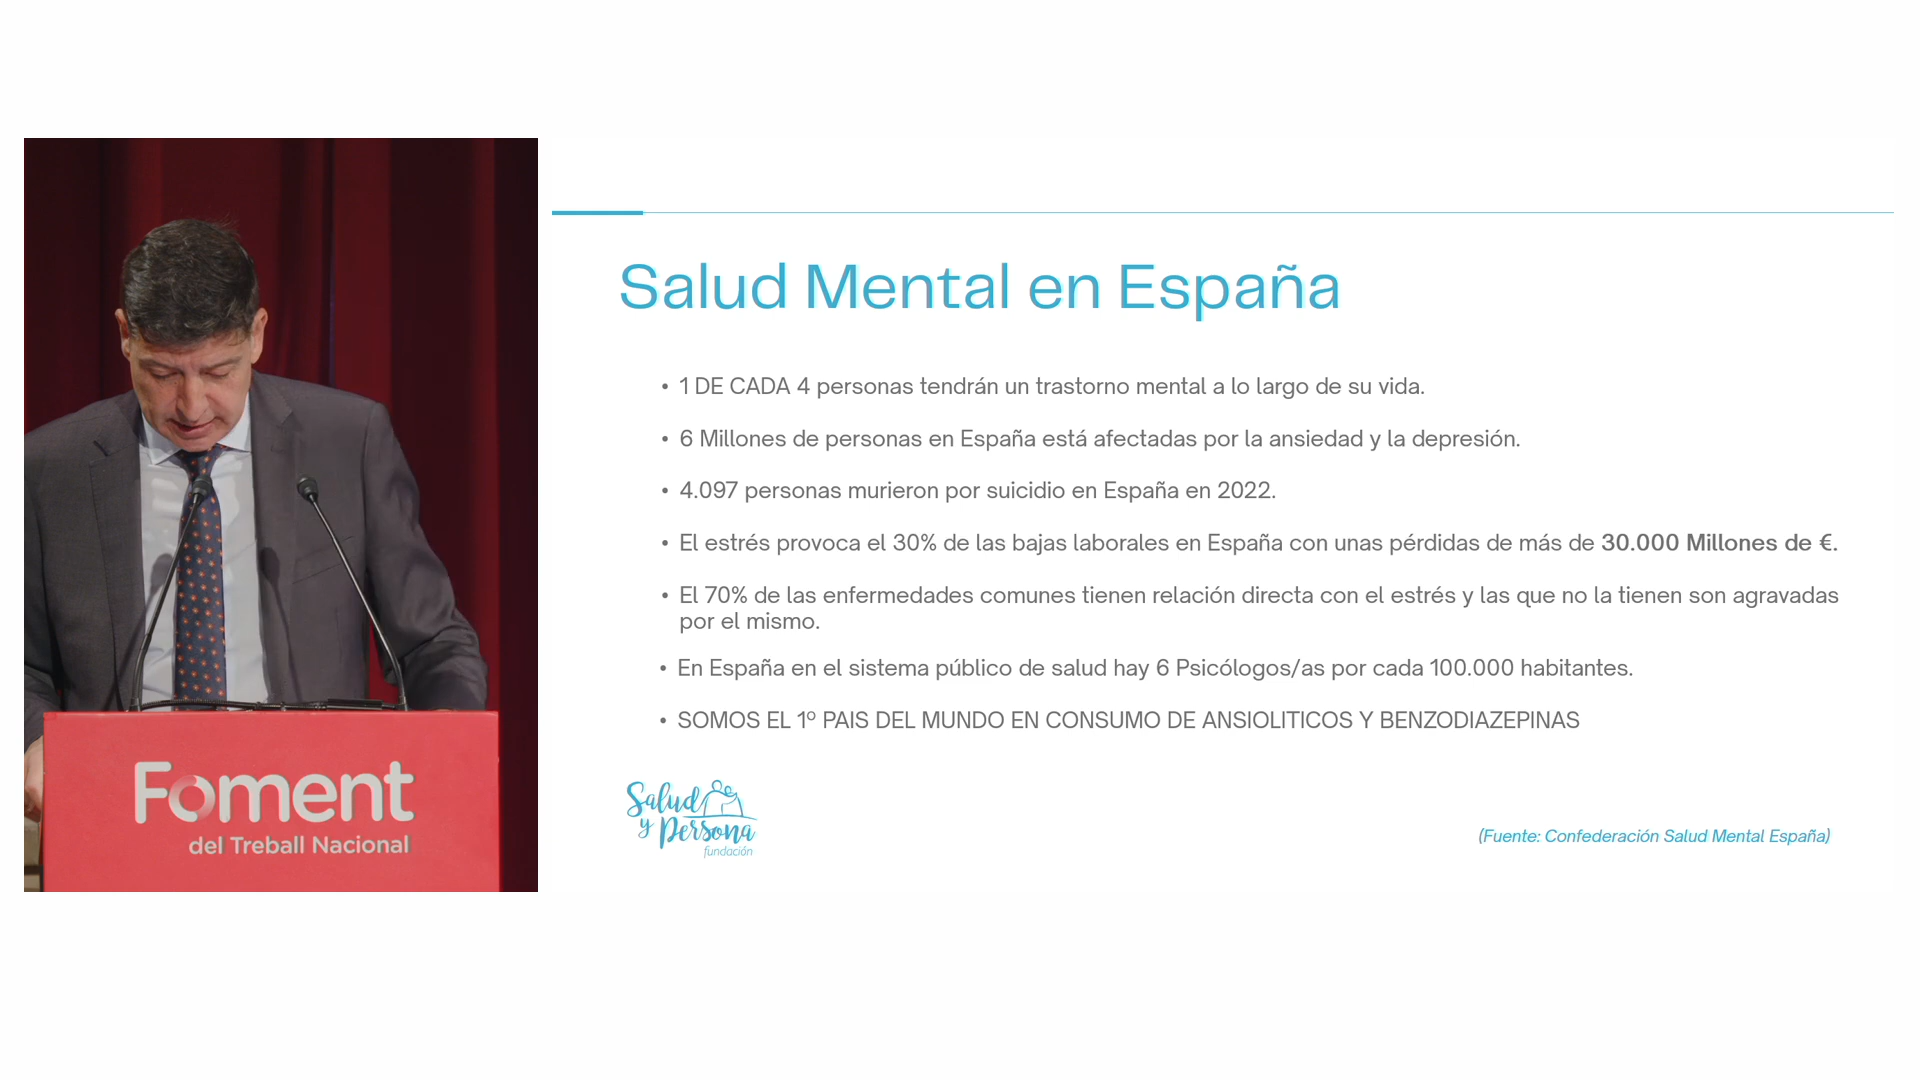 Salud Mental en España
• 1 DE CADA 4 personas tendrán un trastorno mental a lo largo de su vida.
• 6 Millones de personas en España está afectadas por la ansiedad y la depresión.
• 4.097 personas murieron por suicidio en España en 2022.
• El estrés provoca el 30% de las bajas laborales en España con unas pérdidas de más de 30.000 Millones de €.
• El 70% de las enfermedades comunes tienen relación directa con el estrés y las que no la tienen son agravadas
por el mismo.
• En España en el sistema público de salud hay 6 Psicólogos/as por cada 100.000 habitantes.
• SOMOS EL 1º PAIS DEL MUNDO EN CONSUMO DE ANSIOLITICOS Y BENZODIAZEPINAS
Salud
y Persona
fundación
(Fuente: Confederación Salud Mental España)
Foment
del Treball Nacional